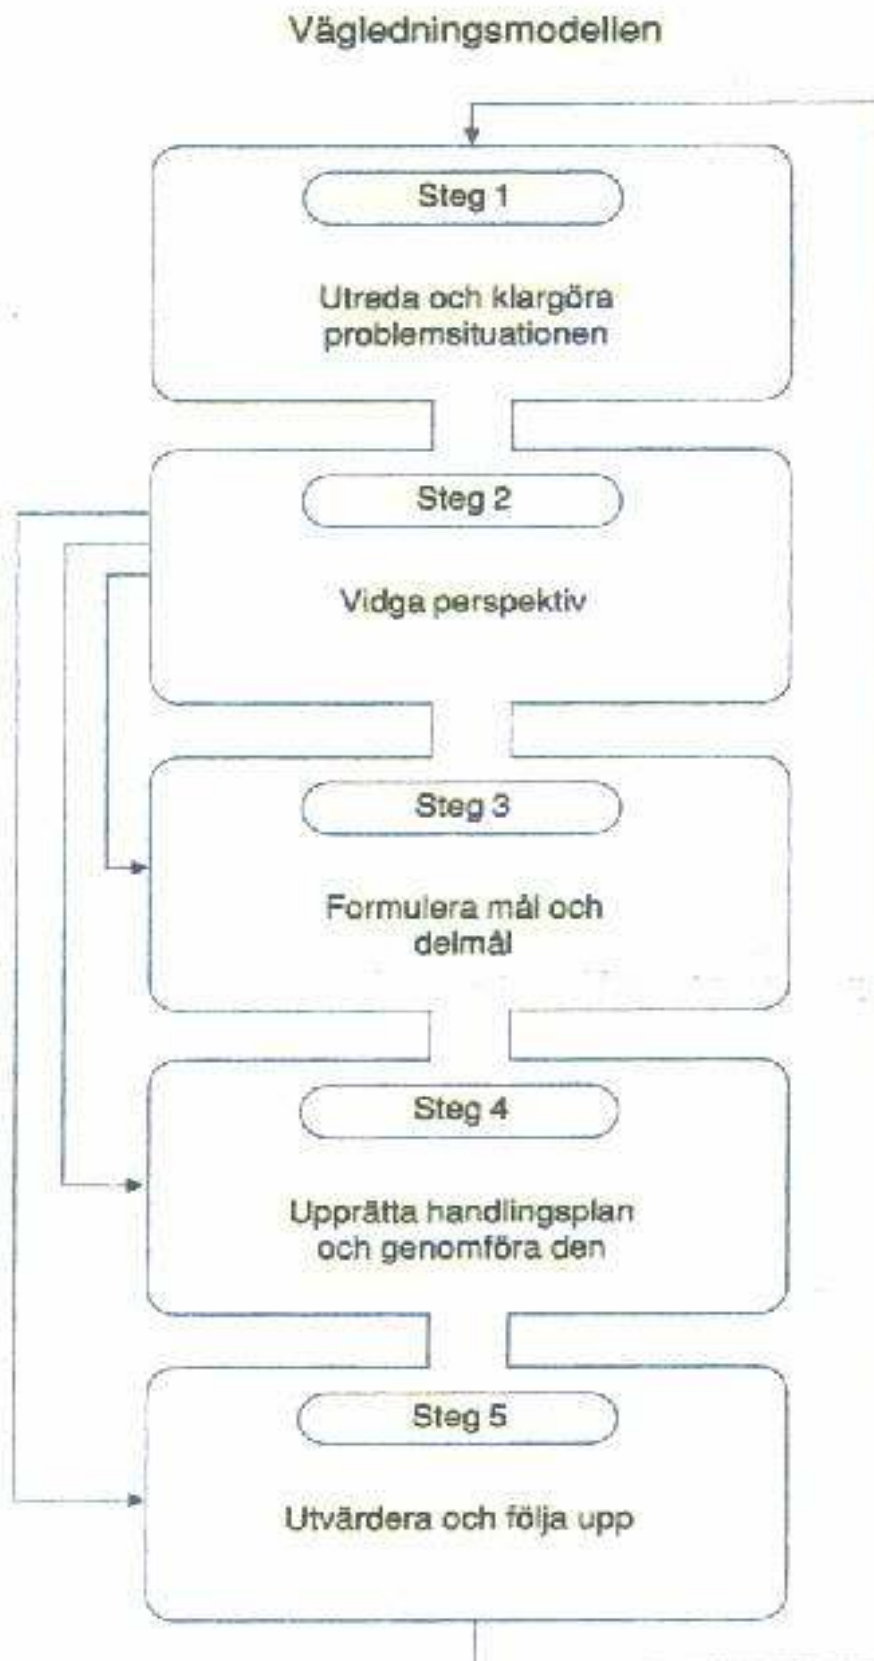 Vägledningsmodellen
Steg 1
Utreda och klargöra
problemsituationen
Steg 2
Vidga perspektiv
Steg 3
Formulera mål och
delmål
Steg 4
Upprätta handlingsplan
och genomföra den
Steg 5
Utvärdera och följa upp